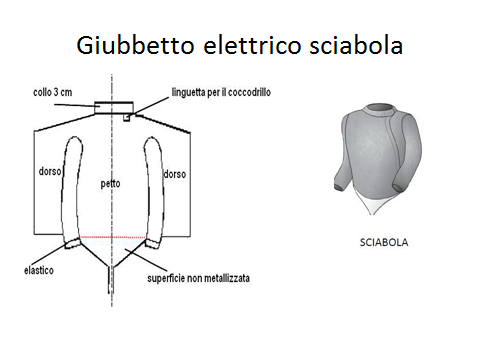 Giubbetto elettrico sciabola
collo 3 cm
linguetta per il coccodrillo
dorso
petto
dorso
elastico
superficie non metallizzata
SCIABOLA